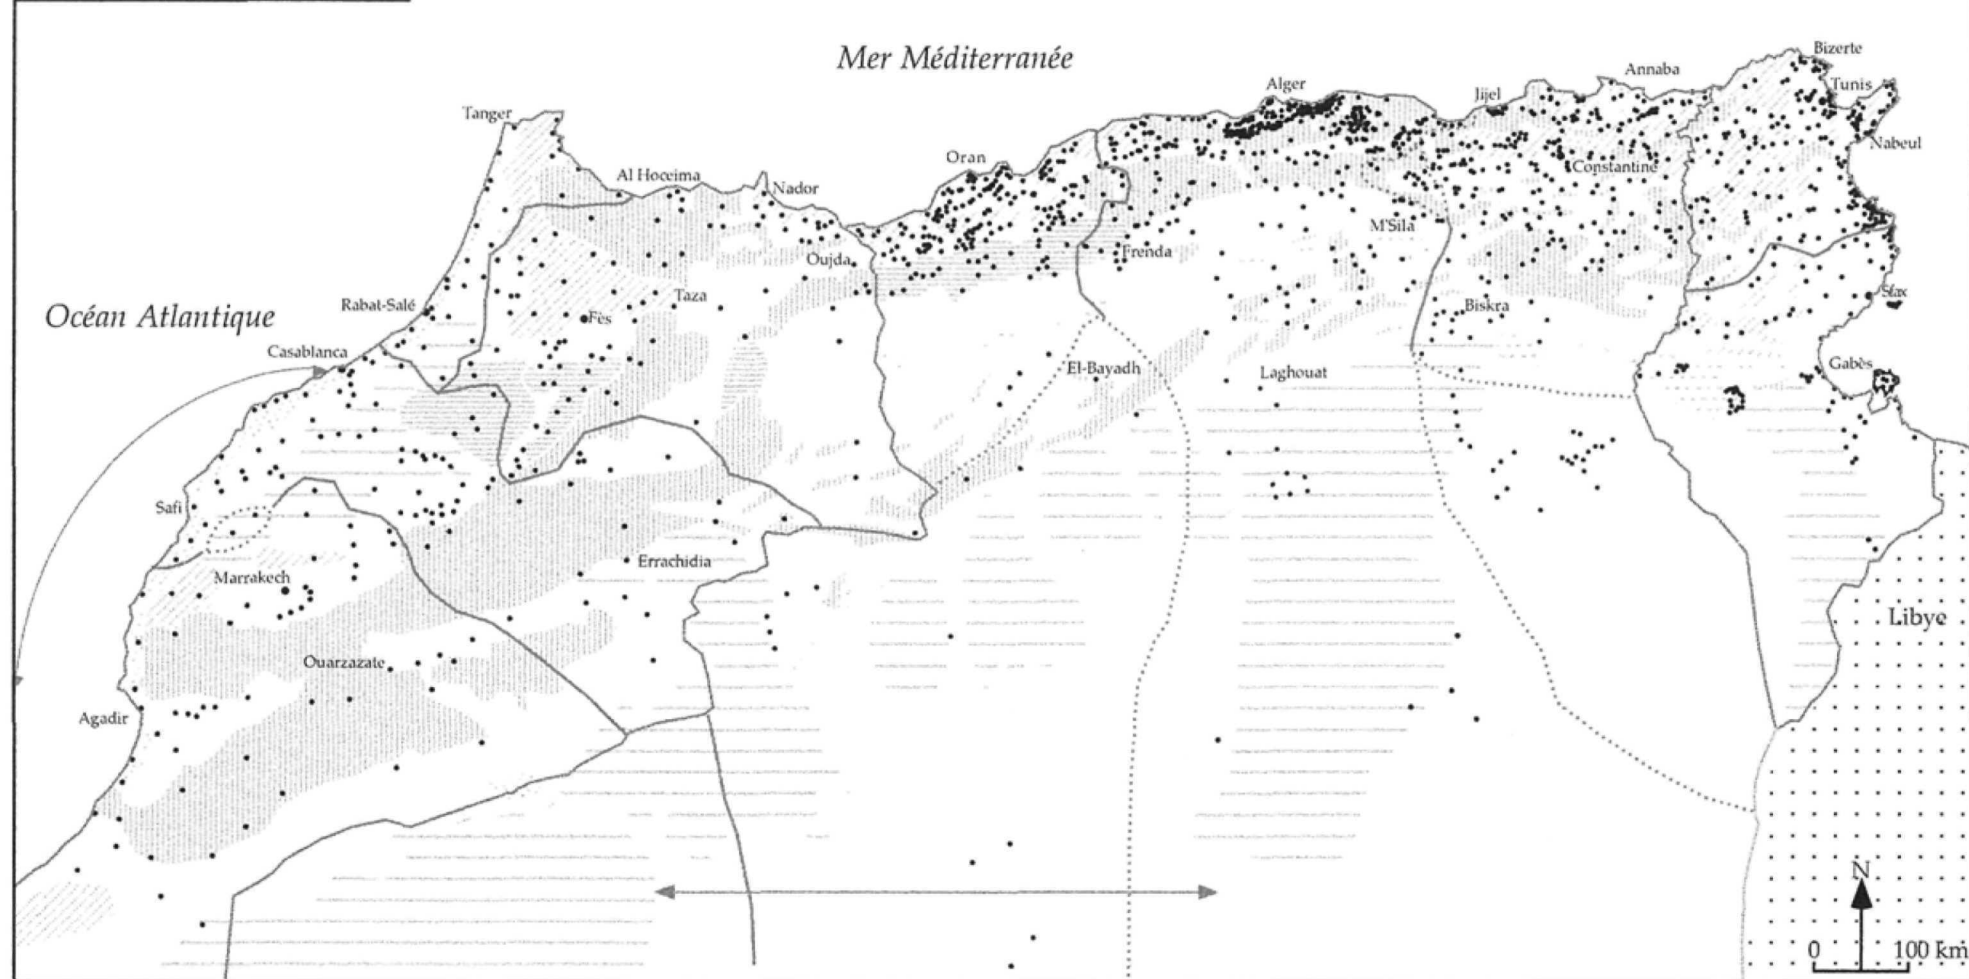 Mer Méditerranée
Bizerte
Annaba
Alger
Tunis
Jijel
Tanger
Nabeul
Oran
Constantine
Al Hoceima
Nador
M'Sila
Frenda
Oujda
Sfax
Taza
Rabat-Salé
Biskra
Océan Atlantique
Fès
Casablanca
Gabès
El-Bayadh
Laghouat
Safi
Errachidia
Marrakech
Libye
Ouarzazate
Agadir
N
0 100 km